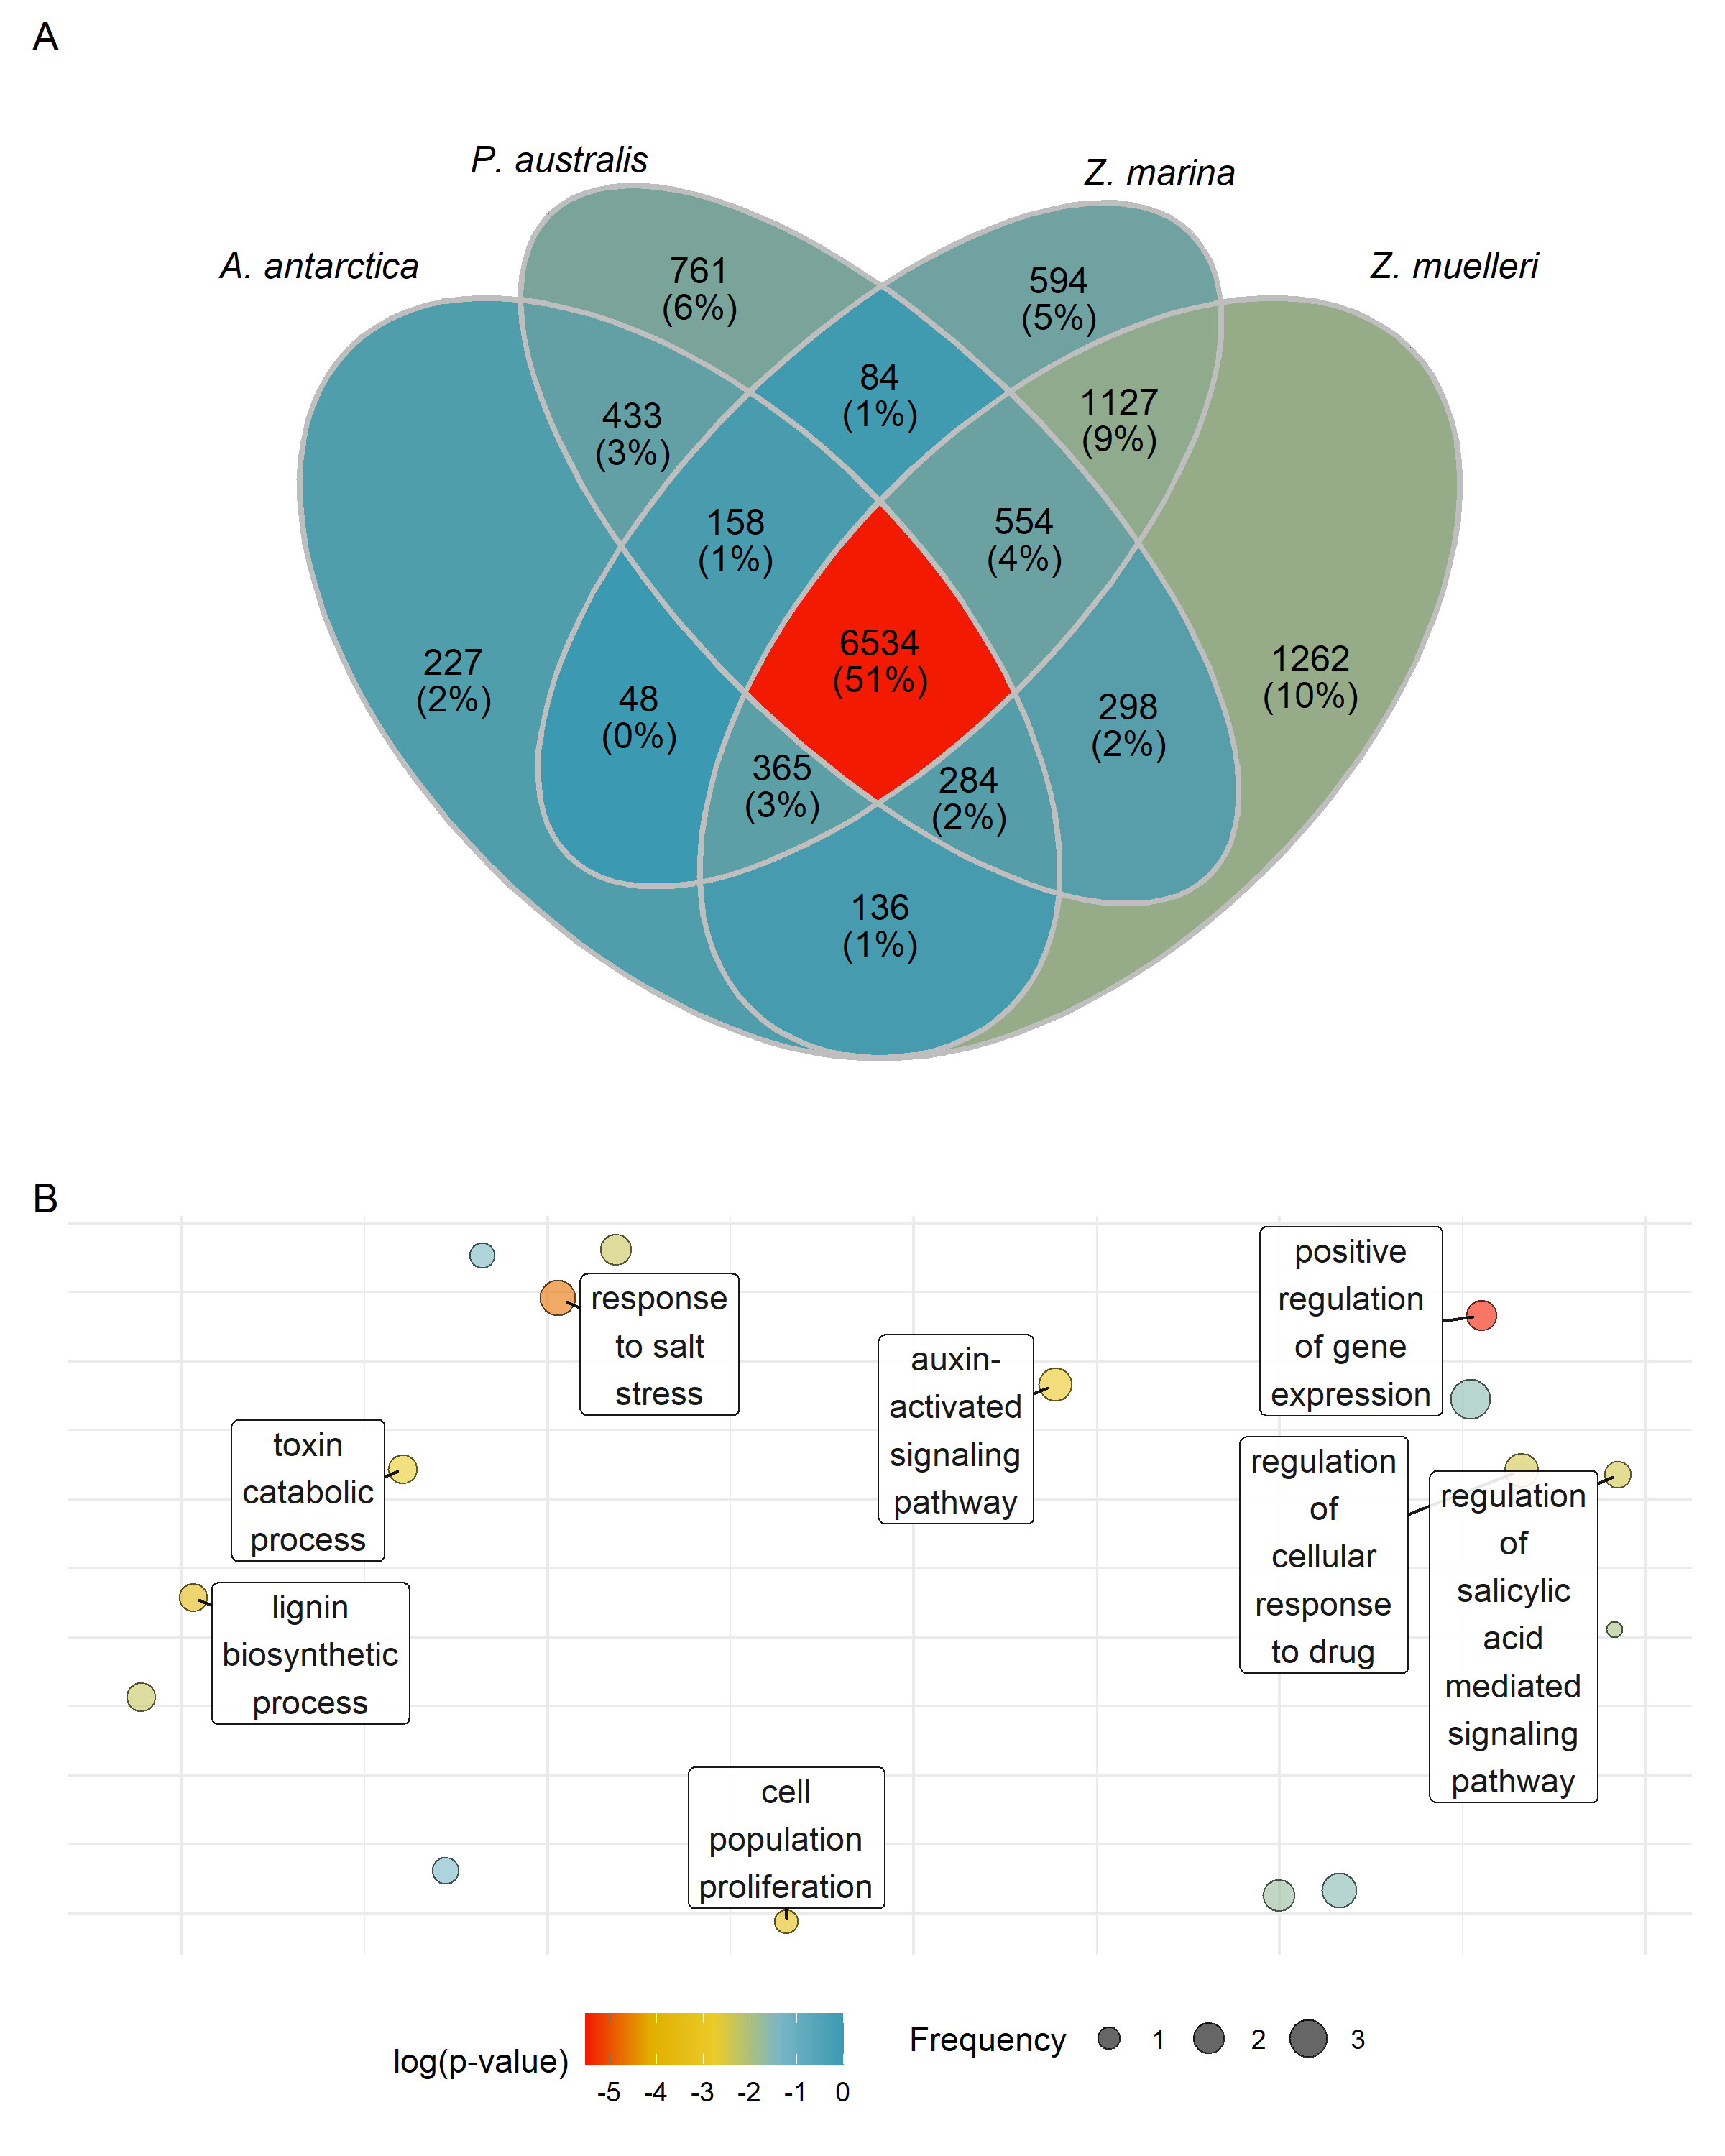 A
P. australis
Z. marina
A. antarctica
Z. muelleri
761
(6%)
594
(5%)
84
(1%)
433
(3%)
1127
(9%)
158
(1%)
554
(4%)
6534
(51%)
227
(2%)
48
(0%)
298
(2%)
1262
(10%)
365
(3%)
284
(2%)
136
(1%)
B
response
to salt
stress
positive
regulation
of gene
expression
auxin-
activated
signaling
pathway
toxin
catabolic
process
regulation
of
cellular
response
to drug
regulation
of
salicylic
acid
mediated
signaling
pathway
lignin
biosynthetic
process
cell
population
proliferation
log(p-value)
-5 -4 -3 -2 -1 0
Frequency 1 2 3